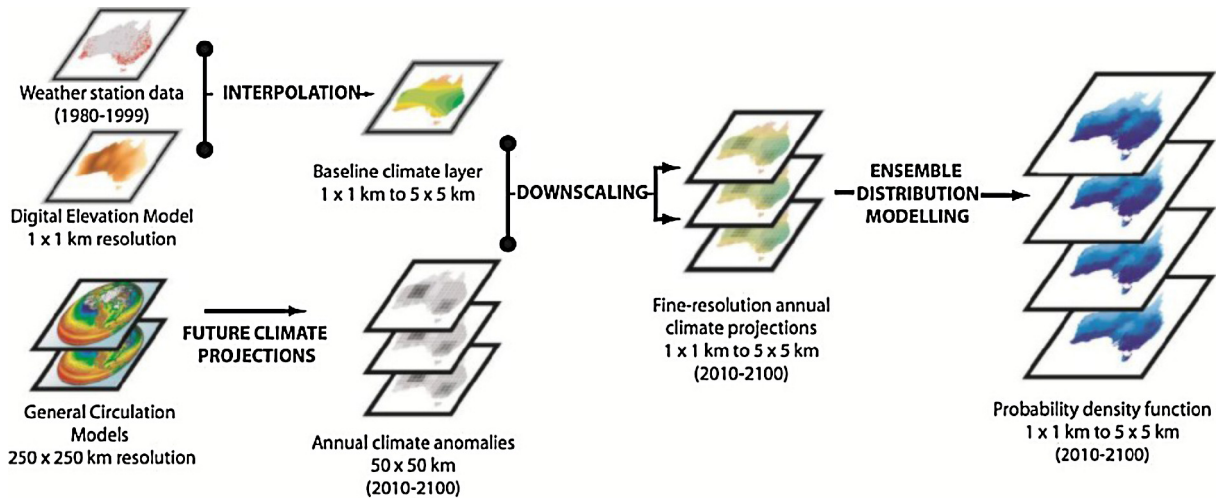 Weather station data
(1980-1999)
INTERPOLATION
Digital Elevation Model
1 x 1 km resolution
Baseline climate layer
1 x 1 km to 5 x 5 km
DOWNSCALING
General Circulation
Models
250 x 250 km resolution
FUTURE CLIMATE
PROJECTIONS
Annual climate anomalies
50 x 50 km
(2010-2100)
Fine-resolution annual
climate projections
1 x 1 km to 5 x 5 km
(2010-2100)
ENSEMBLE
DISTRIBUTION
MODELLING
Probability density function
1 x 1 km to 5 x 5 km
(2010-2100)